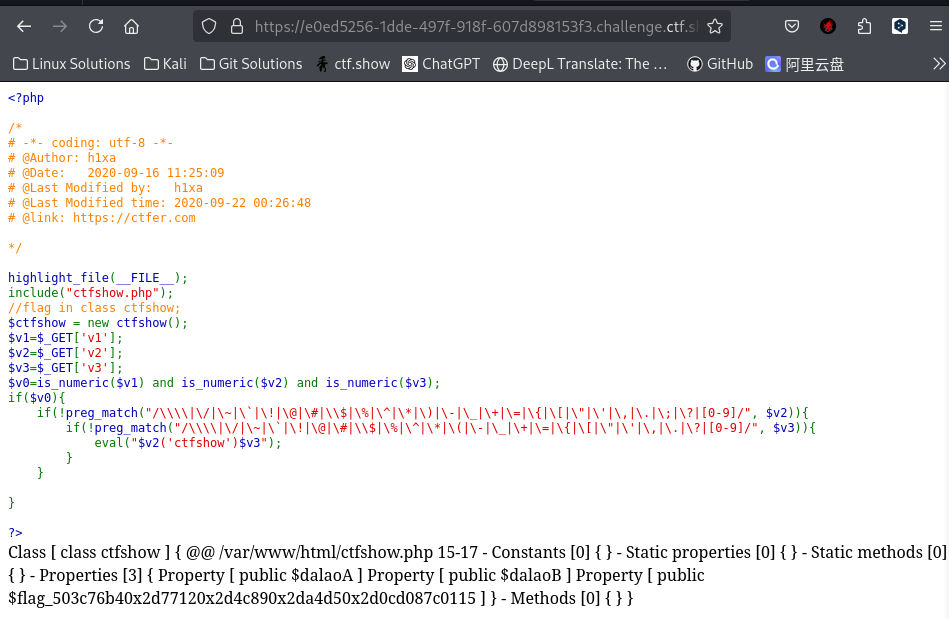 https://e0ed5256-1dde-497f-918f-607d898153f3.challenge.ctf.sh
Linux Solutions Kali Git Solutions ctf.show ChatGPT DeepL Translate: The … GitHub 阿里云盘
<?php
/*
# -*- coding: utf-8 -*-
# @Author: h1xa
# @Date:   2020-09-16 11:25:09
# @Last Modified by:   h1xa
# @Last Modified time: 2020-09-22 00:26:48
# @link: https://ctfer.com
*/
highlight_file(__FILE__);
include("ctfshow.php");
//flag in class ctfshow;
$ctfshow = new ctfshow();
$v1=$_GET['v1'];
$v2=$_GET['v2'];
$v3=$_GET['v3'];
$v0=is_numeric($v1) and is_numeric($v2) and is_numeric($v3);
if($v0){
    if(!preg_match("/\\\\|\/|\~|\`|\!|\@|\#|\\$|\%|\^|\*|\)|\-|\_|\+|\=|\{|\[|\"|\'|\,|\.|\;|\?|[0-9]/", $v2)){
        if(!preg_match("/\\\\|\/|\~|\`|\!|\@|\#|\\$|\%|\^|\*|\(|\-|\_|\+|\=|\{|\[|\"|\'|\,|\.|\?|[0-9]/", $v3)){
            eval("$v2('ctfshow')$v3");
        }
    }
}
?>
Class [ class ctfshow ] { @@ /var/www/html/ctfshow.php 15-17 - Constants [0] { } - Static properties [0] { } - Static methods [0]
{ } - Properties [3] { Property [ public $dalaoA ] Property [ public $dalaoB ] Property [ public
$flag_503c76b40x2d77120x2d4c890x2da4d50x2d0cd087c0115 ] } - Methods [0] { } }